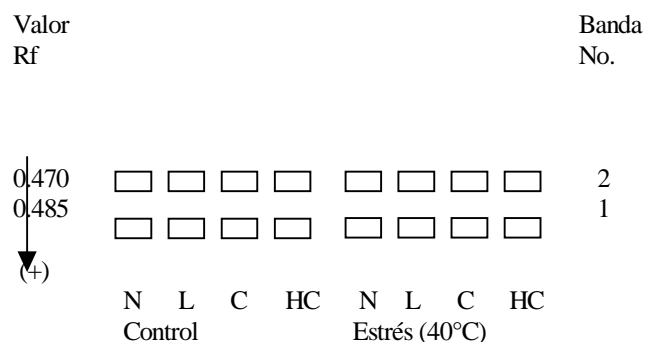 Valor Banda
Rf No.
0.470 2
0.485 1
(+)
N L C HC N L C HC
Control Estrés (40°C)